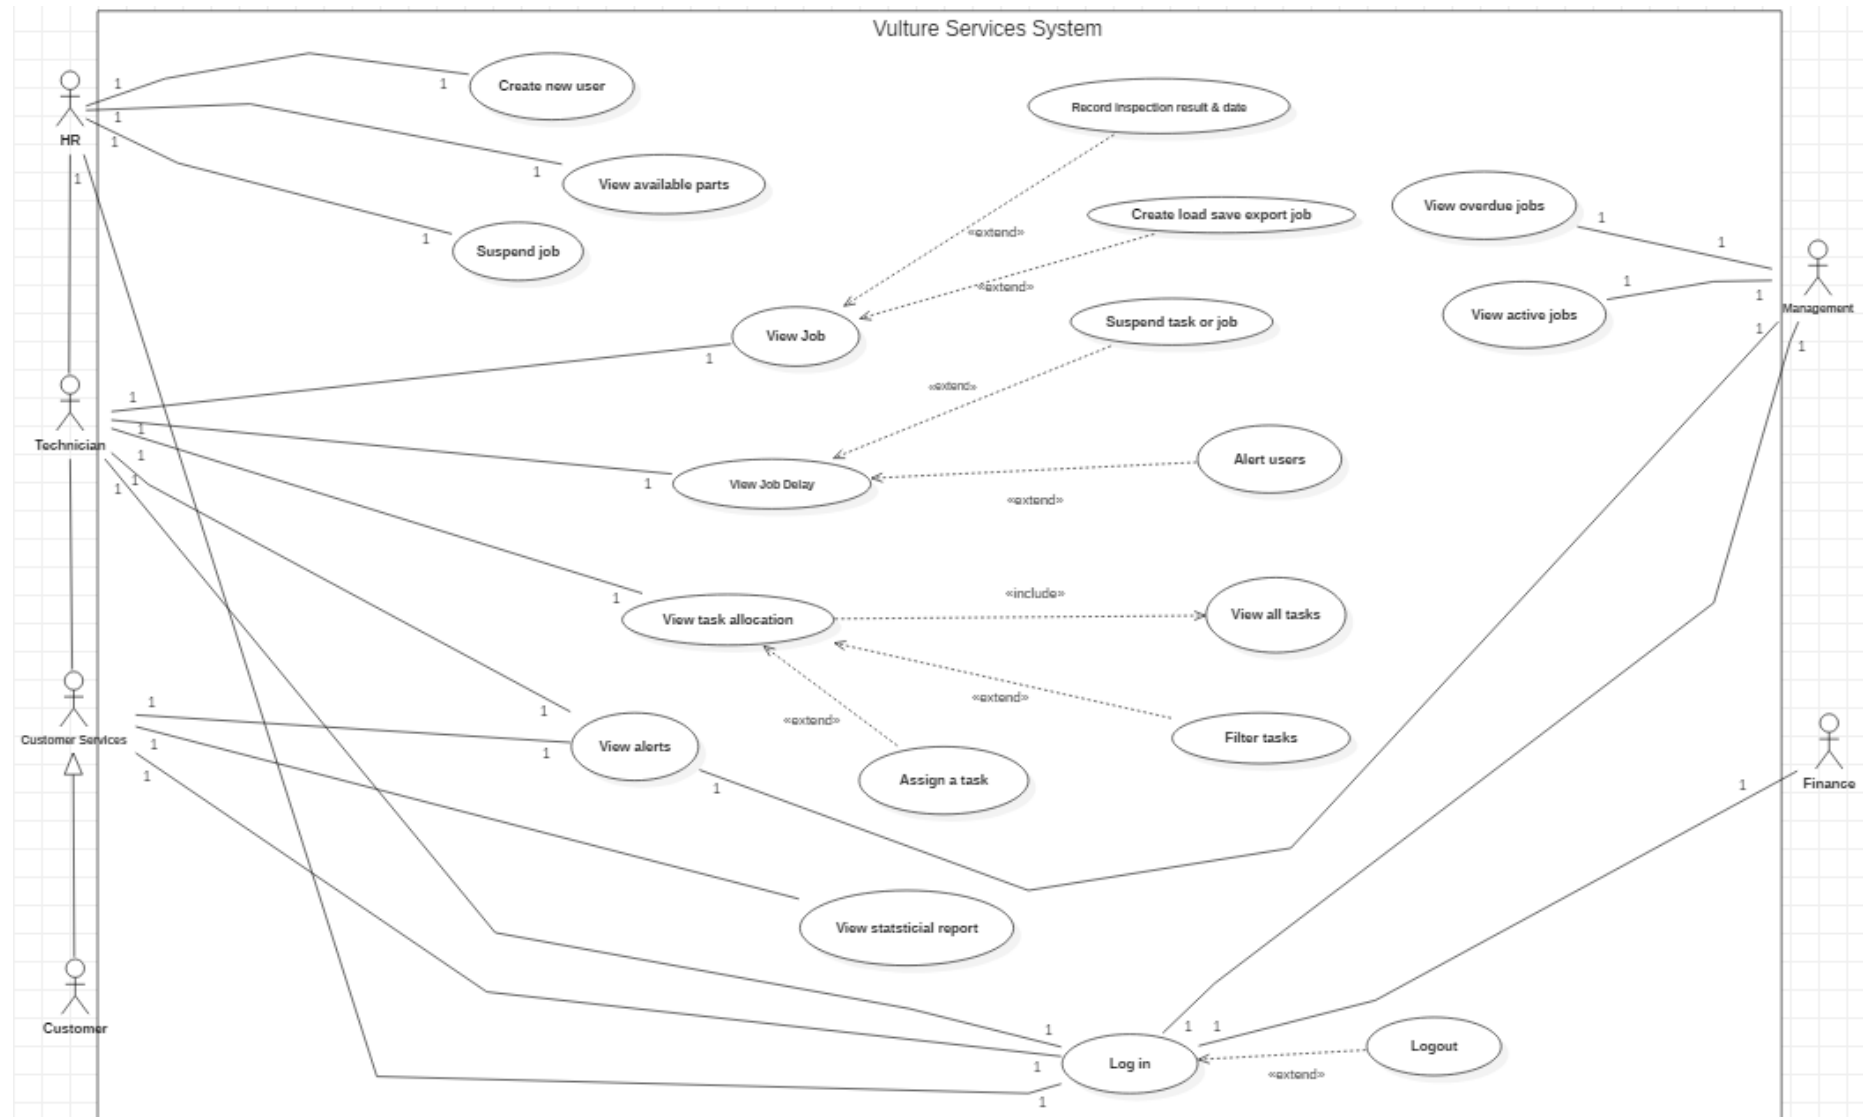 Vulture Services System
1
1
Create new user
HR
1
1
View available parts
1
1
Suspend job
1
Record inspection result & date
«extend»
Create load save export job
«extend»
View overdue jobs
1
1
View active jobs
1
1
Management
1
1
View Job
1
1
Suspend task or job
«extend»
Technician
1
1
1
1
View Job Delay
1
Alert users
«extend»
View task allocation
1
«include»
View all tasks
«extend»
Filter tasks
«extend»
Assign a task
Customer Services
1
1
1
View alerts
1
1
1
View statsticial report
Finance
1
Customer
Log in
1
1
1
1
1
Logout
«extend»